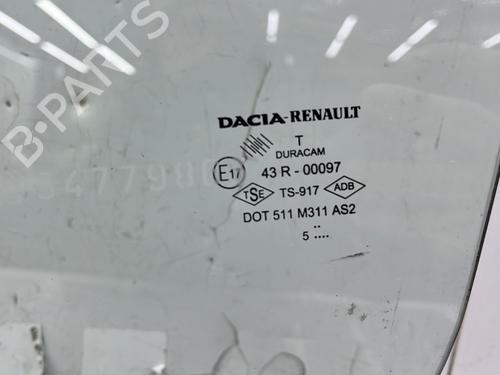 B-PARTS
DACIA-RENAULT
T
DURACAM
E17 43 R - 00097
TSE TS-917 ADB
DOT 511 M311 AS2
..
5 ....